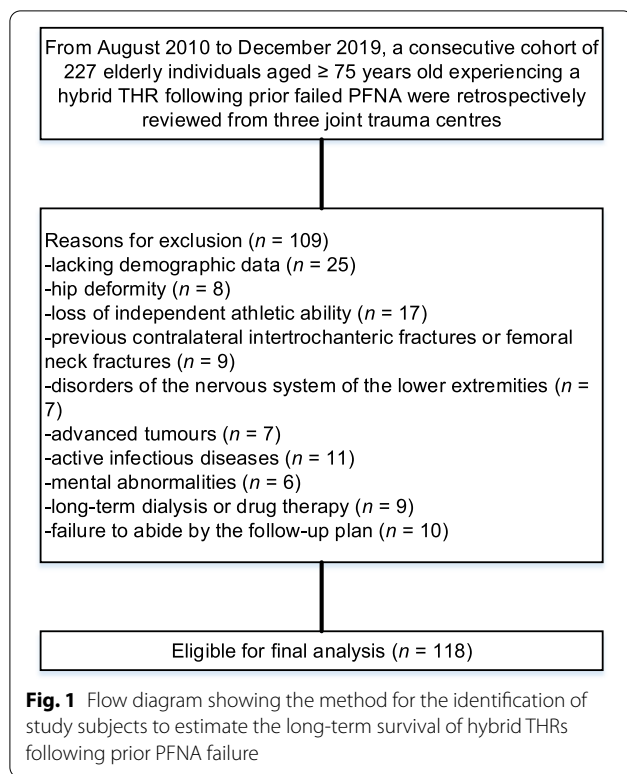 From August 2010 to December 2019, a consecutive cohort of
227 elderly individuals aged ≥ 75 years old experiencing a
hybrid THR following prior failed PFNA were retrospectively
reviewed from three joint trauma centres
Reasons for exclusion (n = 109)
-lacking demographic data (n = 25)
-hip deformity (n = 8)
-loss of independent athletic ability (n = 17)
-previous contralateral intertrochanteric fractures or femoral
neck fractures (n = 9)
-disorders of the nervous system of the lower extremities (n =
7)
-advanced tumours (n = 7)
-active infectious diseases (n = 11)
-mental abnormalities (n = 6)
-long-term dialysis or drug therapy (n = 9)
-failure to abide by the follow-up plan (n = 10)
Eligible for final analysis (n = 118)
Fig. 1 Flow diagram showing the method for the identification of
study subjects to estimate the long-term survival of hybrid THRs
following prior PFNA failure